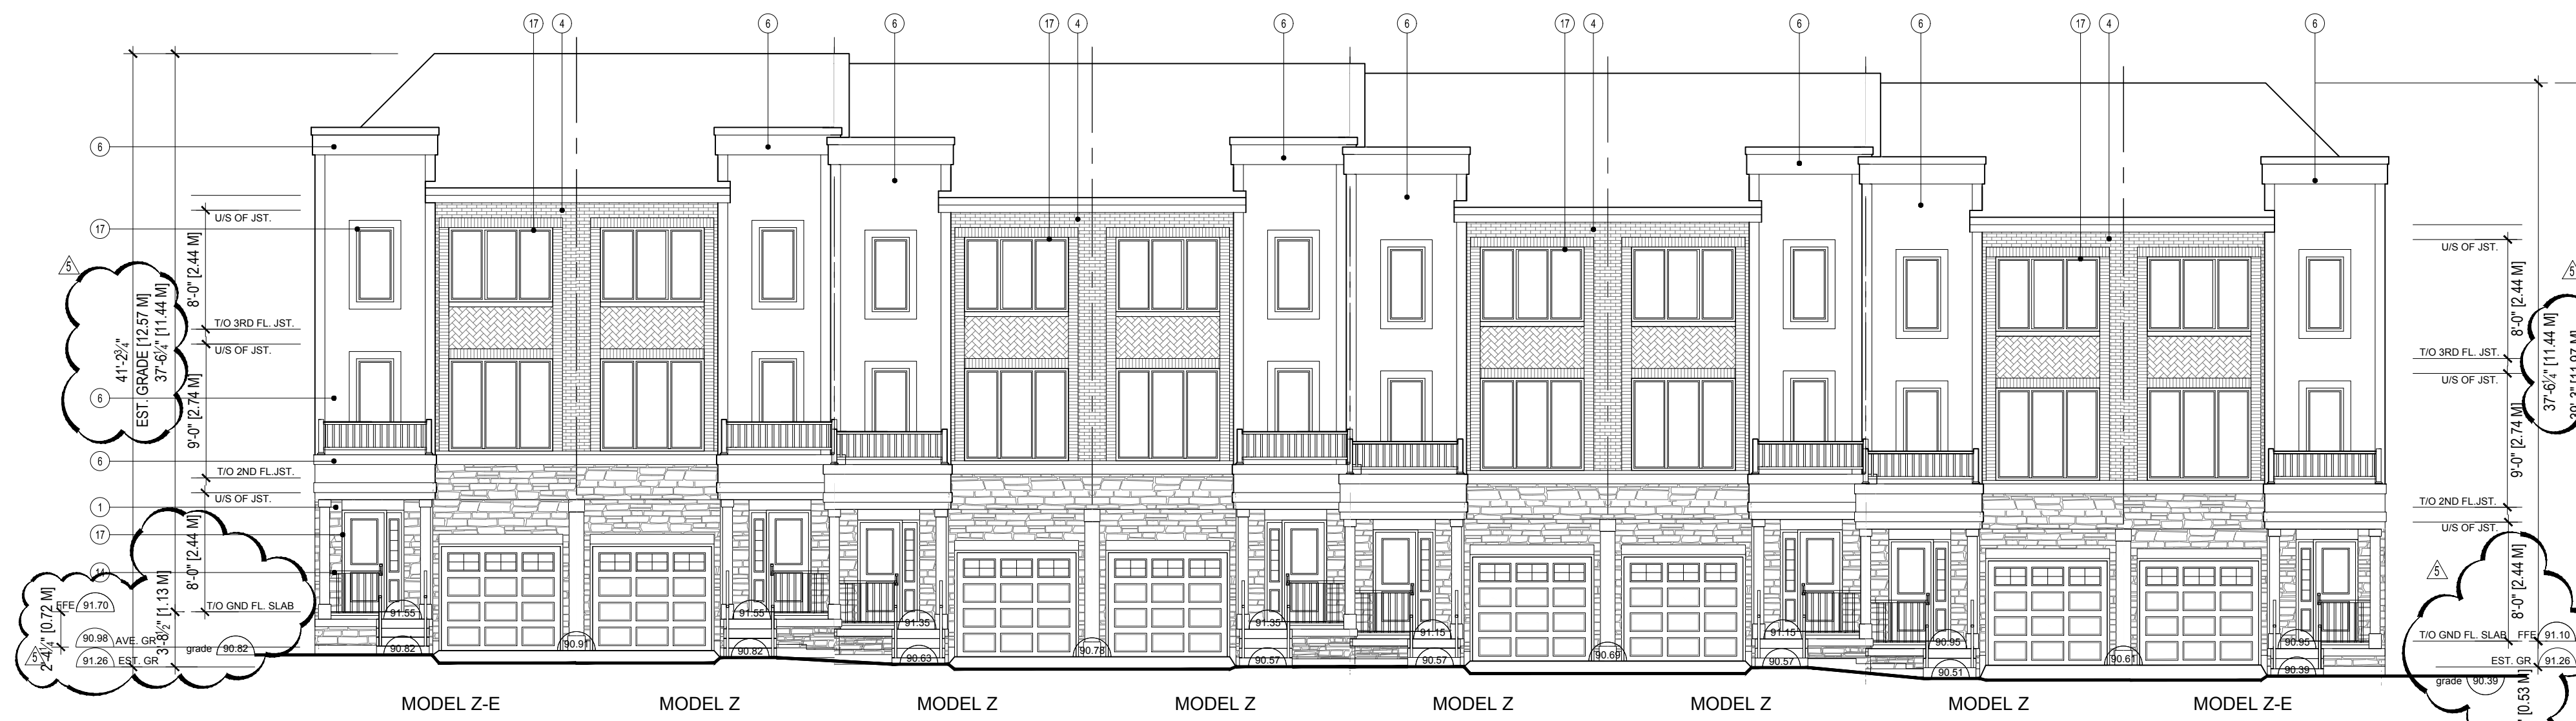 17 4 6 6 17 4 6 6 17 4 6 6 17 4 6
6
U/S OF JST.
17
8'-0" [2.44 M]
5
T/O 3RD FL. JST.
U/S OF JST.
41'-2¾"
EST. GRADE [12.57 M]
37'-6¼" [11.44 M]
9'-0" [2.74 M]
6
6
T/O 2ND FL.JST.
U/S OF JST.
1
17
8'-0" [2.44 M]
14
T/O GND FL. SLAB
FFE 91.70
90.98 AVE. GR
91.26 EST. GR
grade 90.82
2'-4¼" [0.72 M]
3'-8½" [1.13 M]
5
91.55 91.55 91.35 91.35 91.15 91.15 90.95 90.95
90.82 90.91 90.82 90.63 90.78 90.57 90.57 90.69 90.57 90.51 90.61 90.39
U/S OF JST.
8'-0" [2.44 M]
5
T/O 3RD FL. JST.
U/S OF JST.
37'-6¼" [11.44 M]
9'-0" [2.74 M]
T/O 2ND FL.JST.
U/S OF JST.
5
8'-0" [2.44 M]
T/O GND FL. SLAB FFE 91.10
EST. GR 91.26
grade 90.39
[0.53 M]
MODEL Z-E MODEL Z MODEL Z MODEL Z MODEL Z MODEL Z MODEL Z MODEL Z-E